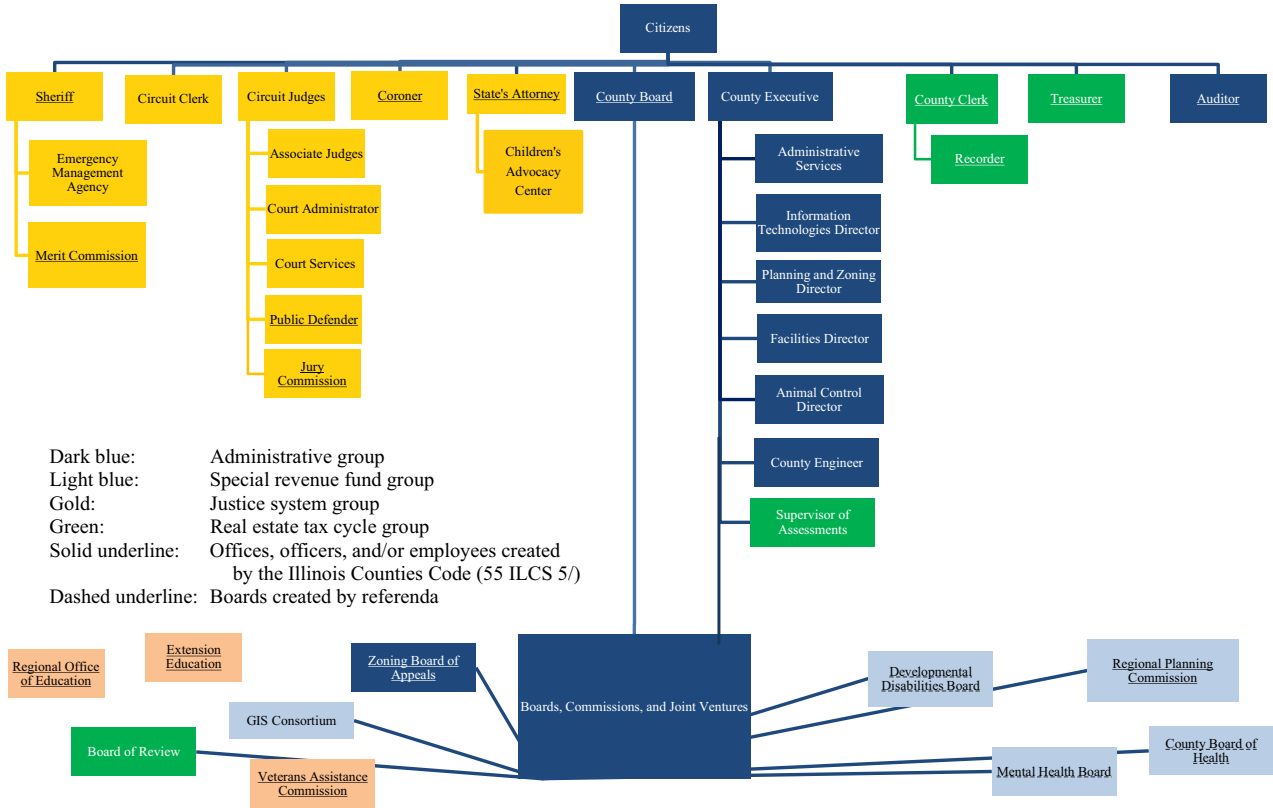 Citizens
Sheriff
Circuit Clerk
Circuit Judges
Coroner
State's Attorney
County Board
County Executive
County Clerk
Treasurer
Auditor
Emergency
Management
Agency
Merit Commission
Associate Judges
Court Administrator
Court Services
Public Defender
Jury
Commission
Children's
Advocacy
Center
Administrative
Services
Information
Technologies Director
Planning and Zoning
Director
Facilities Director
Animal Control
Director
County Engineer
Supervisor of
Assessments
Recorder
Dark blue: Administrative group
Light blue: Special revenue fund group
Gold: Justice system group
Green: Real estate tax cycle group
Solid underline: Offices, officers, and/or employees created
by the Illinois Counties Code (55 ILCS 5/)
Dashed underline: Boards created by referenda
Regional Office
of Education
Extension
Education
Zoning Board of
Appeals
GIS Consortium
Board of Review
Veterans Assistance
Commission
Boards, Commissions, and Joint Ventures
Developmental
Disabilities Board
Regional Planning
Commission
County Board of
Health
Mental Health Board